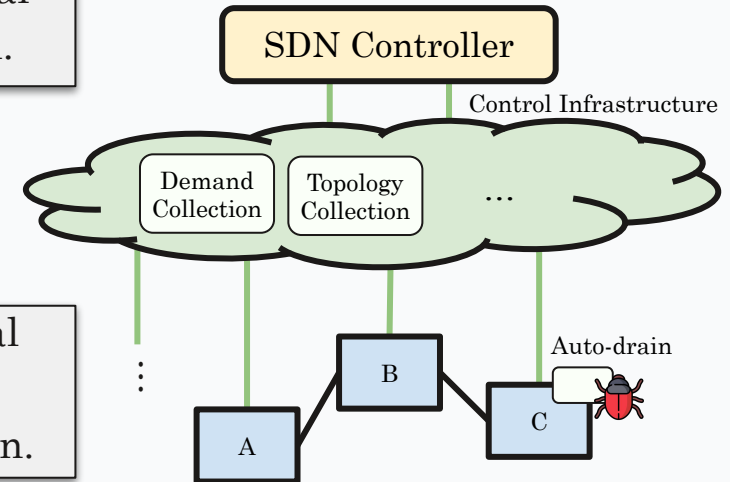 SDN Controller
Control Infrastructure
Demand
Collection
Topology
Collection
...
Auto-drain
B
C
A